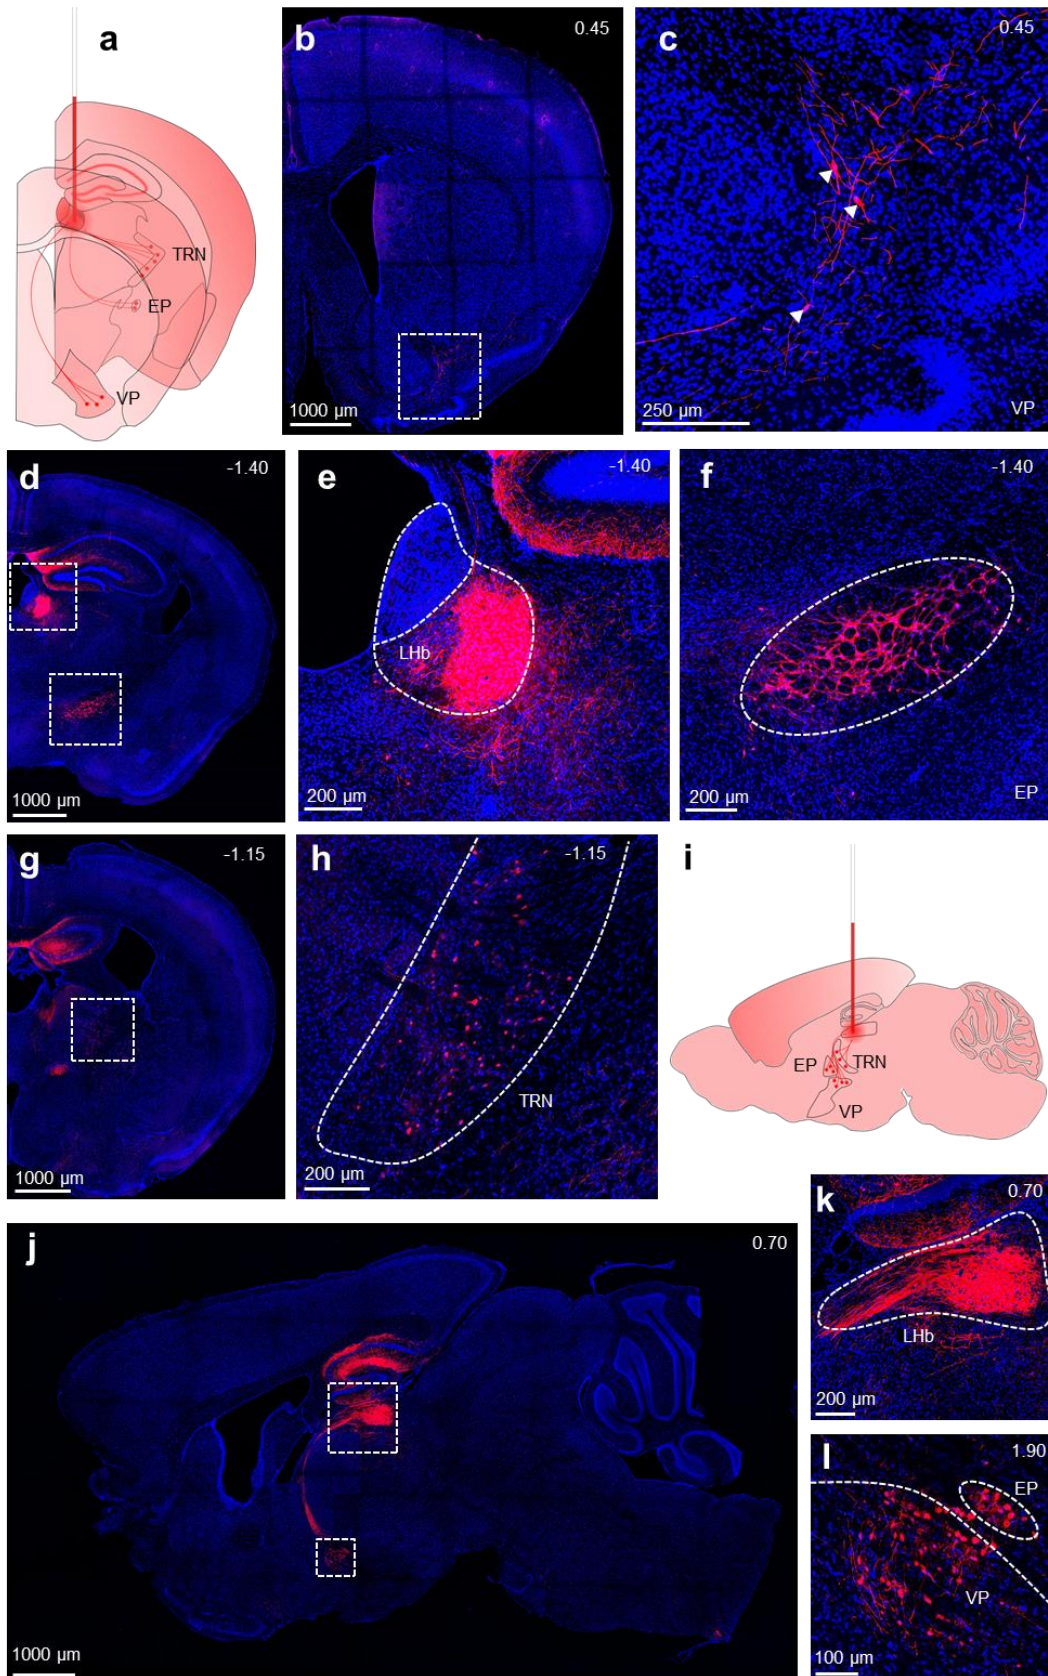 a
TRN
EP
VP
b
0.45
1000 µm
c
0.45
250 µm
VP
d
-1.40
1000 µm
e
-1.40
LHb
200 µm
f
-1.40
200 µm
EP
g
-1.15
1000 µm
h
-1.15
TRN
200 µm
i
EP
TRN
VP
j
0.70
1000 µm
k
0.70
LHb
200 µm
l
1.90
EP
VP
100 µm